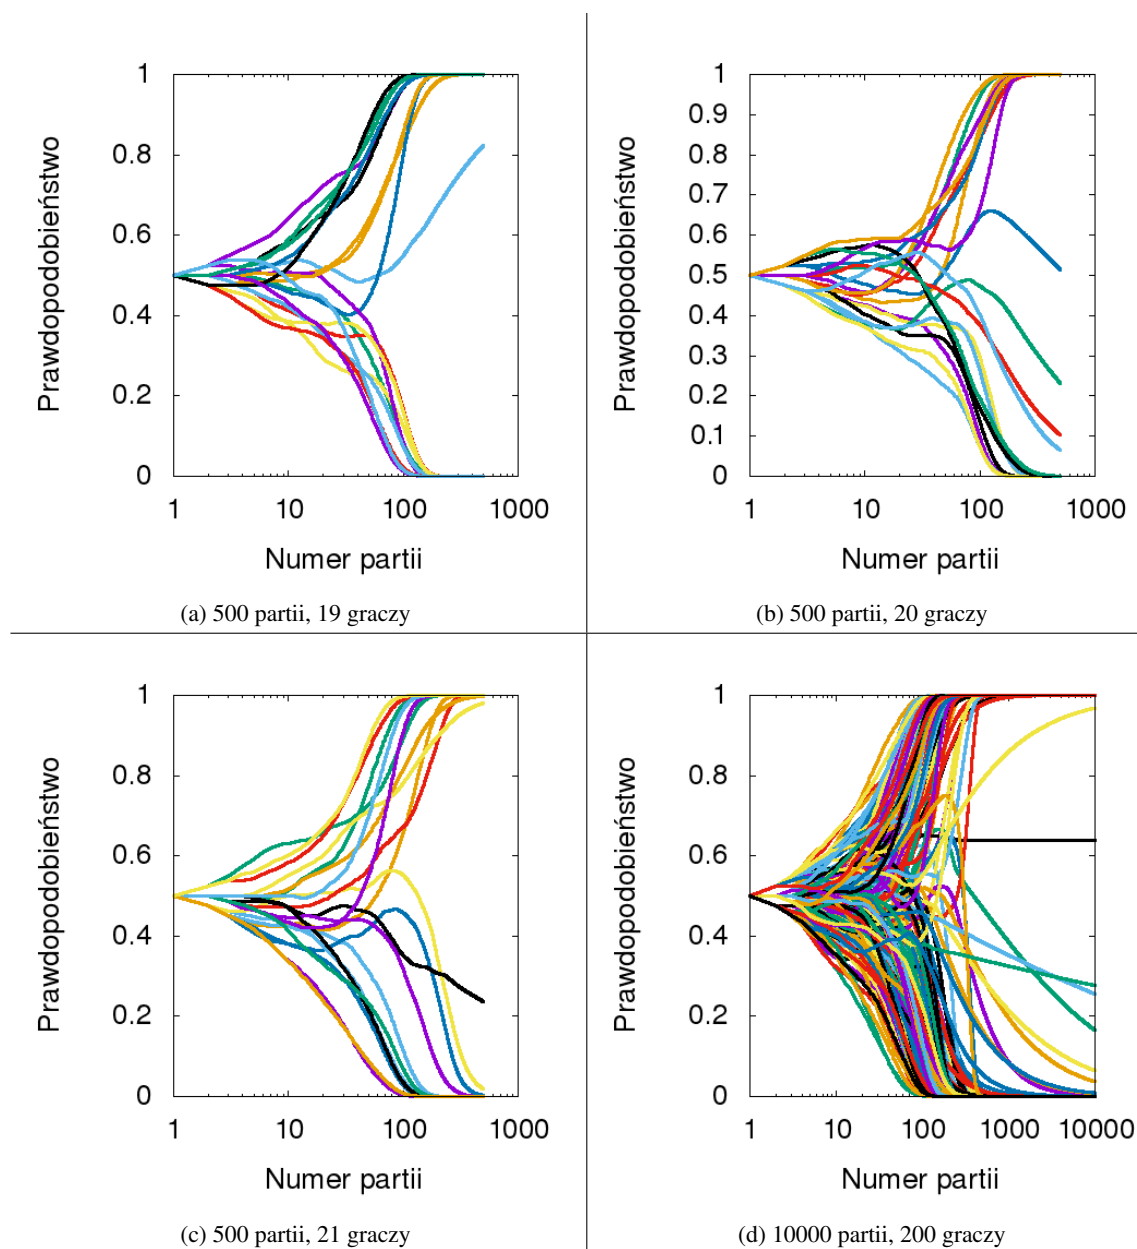 Prawdopodobieństwo
1
0.8
0.6
0.4
0.2
0
1 10 100 1000
Numer partii
(a) 500 partii, 19 graczy
Prawdopodobieństwo
1
0.9
0.8
0.7
0.6
0.5
0.4
0.3
0.2
0.1
0
1 10 100 1000
Numer partii
(b) 500 partii, 20 graczy
Prawdopodobieństwo
1
0.8
0.6
0.4
0.2
0
1 10 100 1000
Numer partii
(c) 500 partii, 21 graczy
Prawdopodobieństwo
1
0.8
0.6
0.4
0.2
0
1 10 100 1000 10000
Numer partii
(d) 10000 partii, 200 graczy